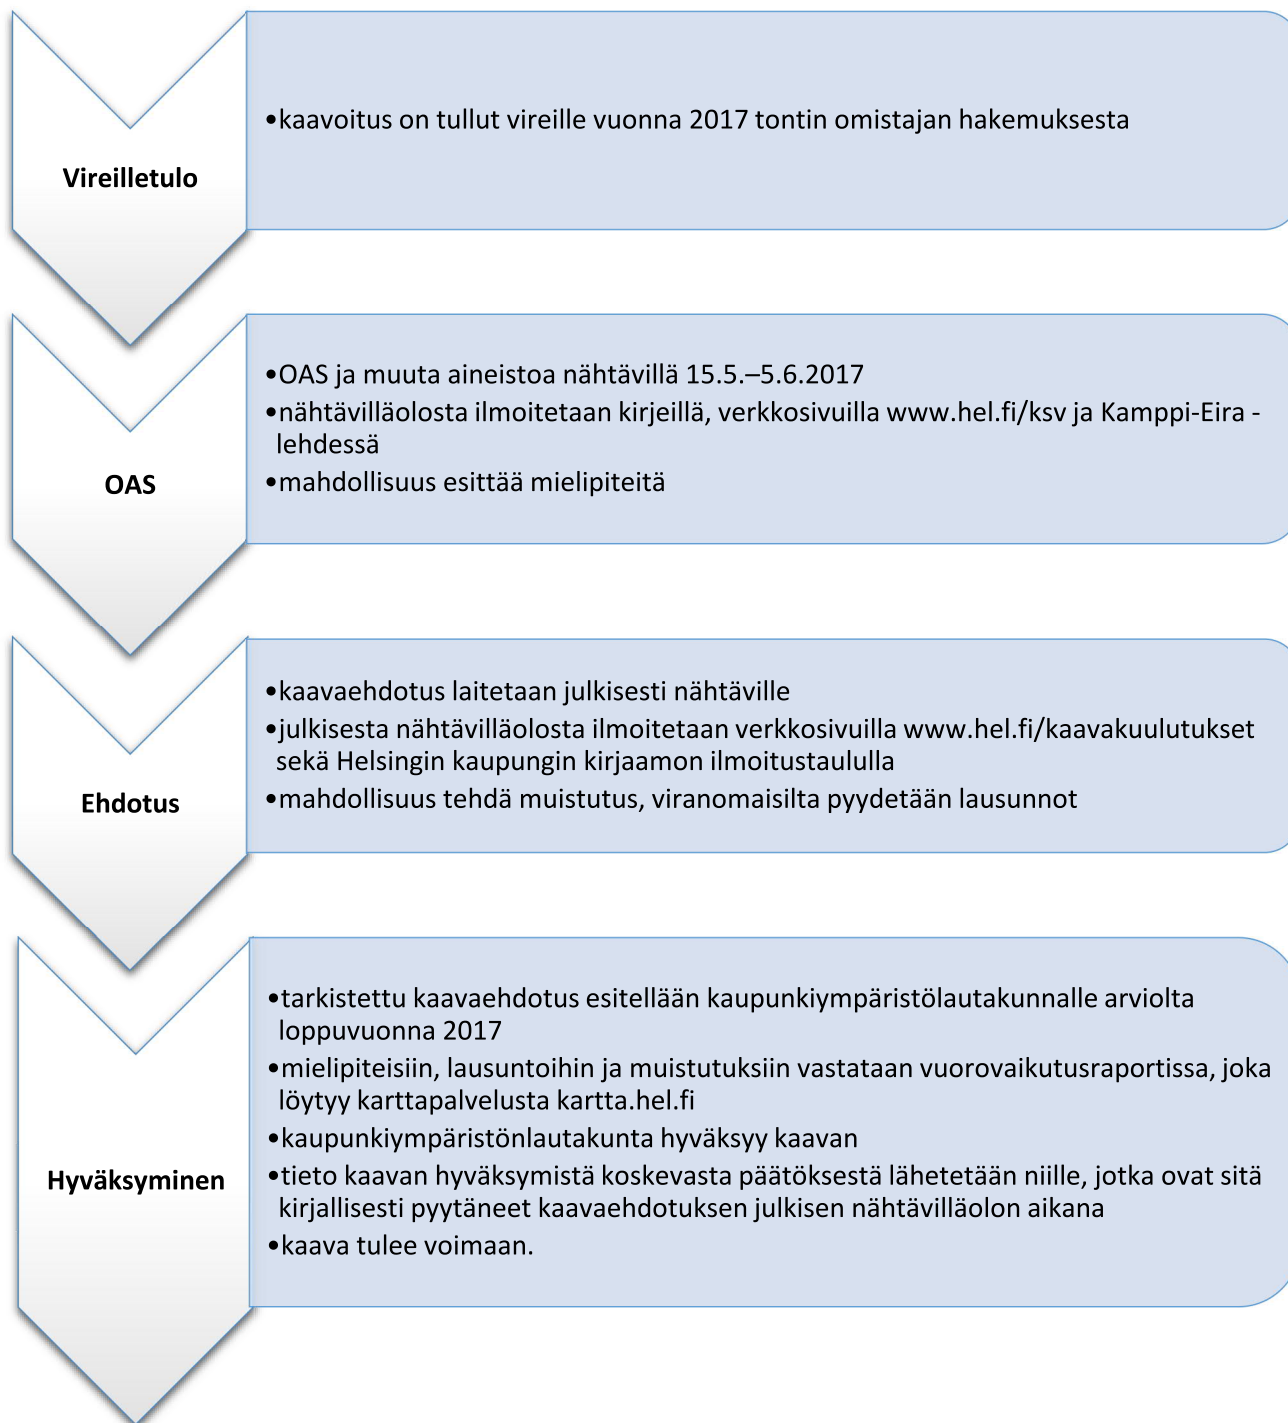 Vireilletulo
•kaavoitus on tullut vireille vuonna 2017 tontin omistajan hakemuksesta
OAS
•OAS ja muuta aineistoa nähtävillä 15.5.–5.6.2017
•nähtävilläolosta ilmoitetaan kirjeillä, verkkosivuilla www.hel.fi/ksv ja Kamppi-Eira -
lehdessä
•mahdollisuus esittää mielipiteitä
Ehdotus
•kaavaehdotus laitetaan julkisesti nähtäville
•julkisesta nähtävilläolosta ilmoitetaan verkkosivuilla www.hel.fi/kaavakuulutukset
sekä Helsingin kaupungin kirjaamon ilmoitustaululla
•mahdollisuus tehdä muistutus, viranomaisilta pyydetään lausunnot
Hyväksyminen
•tarkistettu kaavaehdotus esitellään kaupunkiympäristölautakunnalle arviolta
loppuvuonna 2017
•mielipiteisiin, lausuntoihin ja muistutuksiin vastataan vuorovaikutusraportissa, joka
löytyy karttapalvelusta kartta.hel.fi
•kaupunkiympäristönlautakunta hyväksyy kaavan
•tieto kaavan hyväksymistä koskevasta päätöksestä lähetetään niille, jotka ovat sitä
kirjallisesti pyytäneet kaavaehdotuksen julkisen nähtävilläolon aikana
•kaava tulee voimaan.